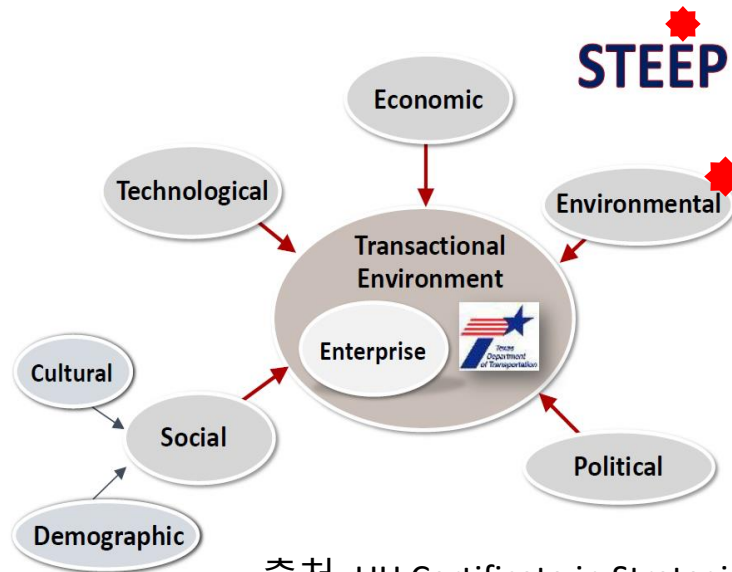 STEEP
Economic
Technological
Environmental
Transactional
Environment
Enterprise
Texas
Department
of Transportation
Cultural
Social
Political
Demographic